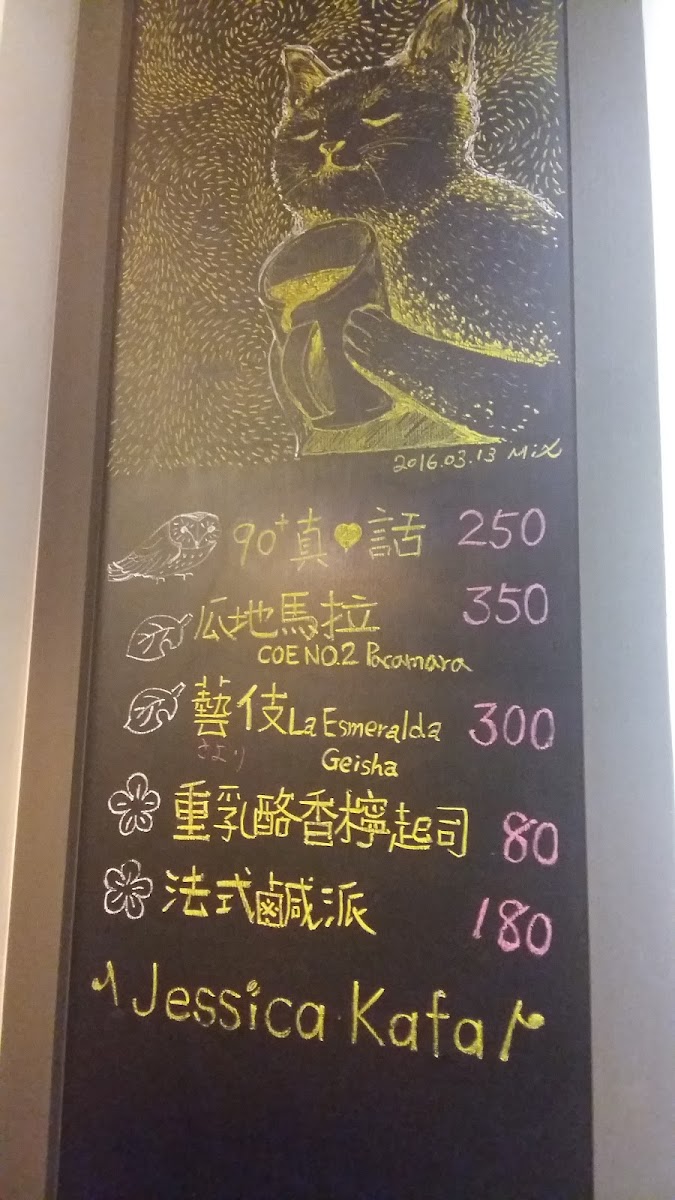 2016.03.13 Mix
90+真♥話 250
瓜地馬拉 350
COE NO.2 Pacamara
藝伎 La Esmeralda 300
さより Geisha
重乳酪香檸起司 80
法式鹹派 180
Jessica Kafa